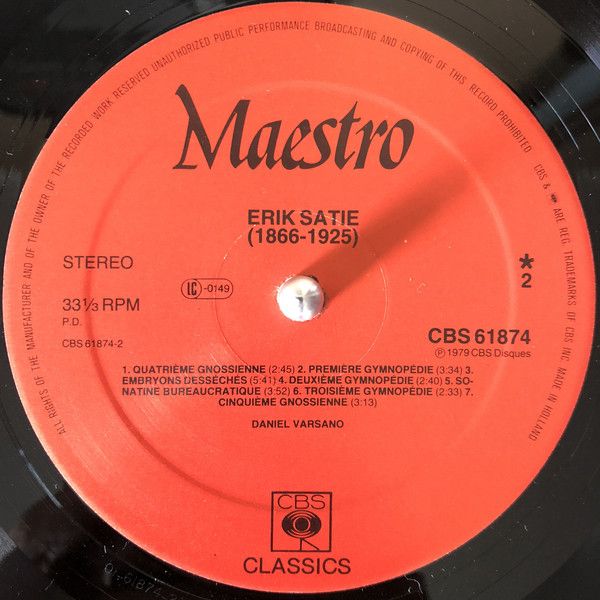 ALL RIGHTS OF THE MANUFACTURER AND OF THE OWNER OF THE RECORDED WORK RESERVED UNAUTHORIZED PUBLIC PERFORMANCE BROADCASTING AND COPYING OF THIS RECORD PROHIBITED CBS & ARE REG. TRADEMARKS OF CBS INC. MADE IN HOLLAND
Maestro
ERIK SATIE
(1866-1925)
STEREO
LC -0149
* 2
33⅓ RPM
P.D.
CBS 61874-2
CBS 61874
Ⓟ 1979 CBS Disques
1. QUATRIÈME GNOSSIENNE (2:45) 2. PREMIÈRE GYMNOPÉDIE (3:34) 3.
EMBRYONS DESSÉCHÉS (5:41) 4. DEUXIÈME GYMNOPÉDIE (2:40) 5. SO-
NATINE BUREAUCRATIQUE (3:52) 6. TROISIÈME GYMNOPÉDIE (2:33) 7.
CINQUIÈME GNOSSIENNE (3:13)
DANIEL VARSANO
CBS
CLASSICS